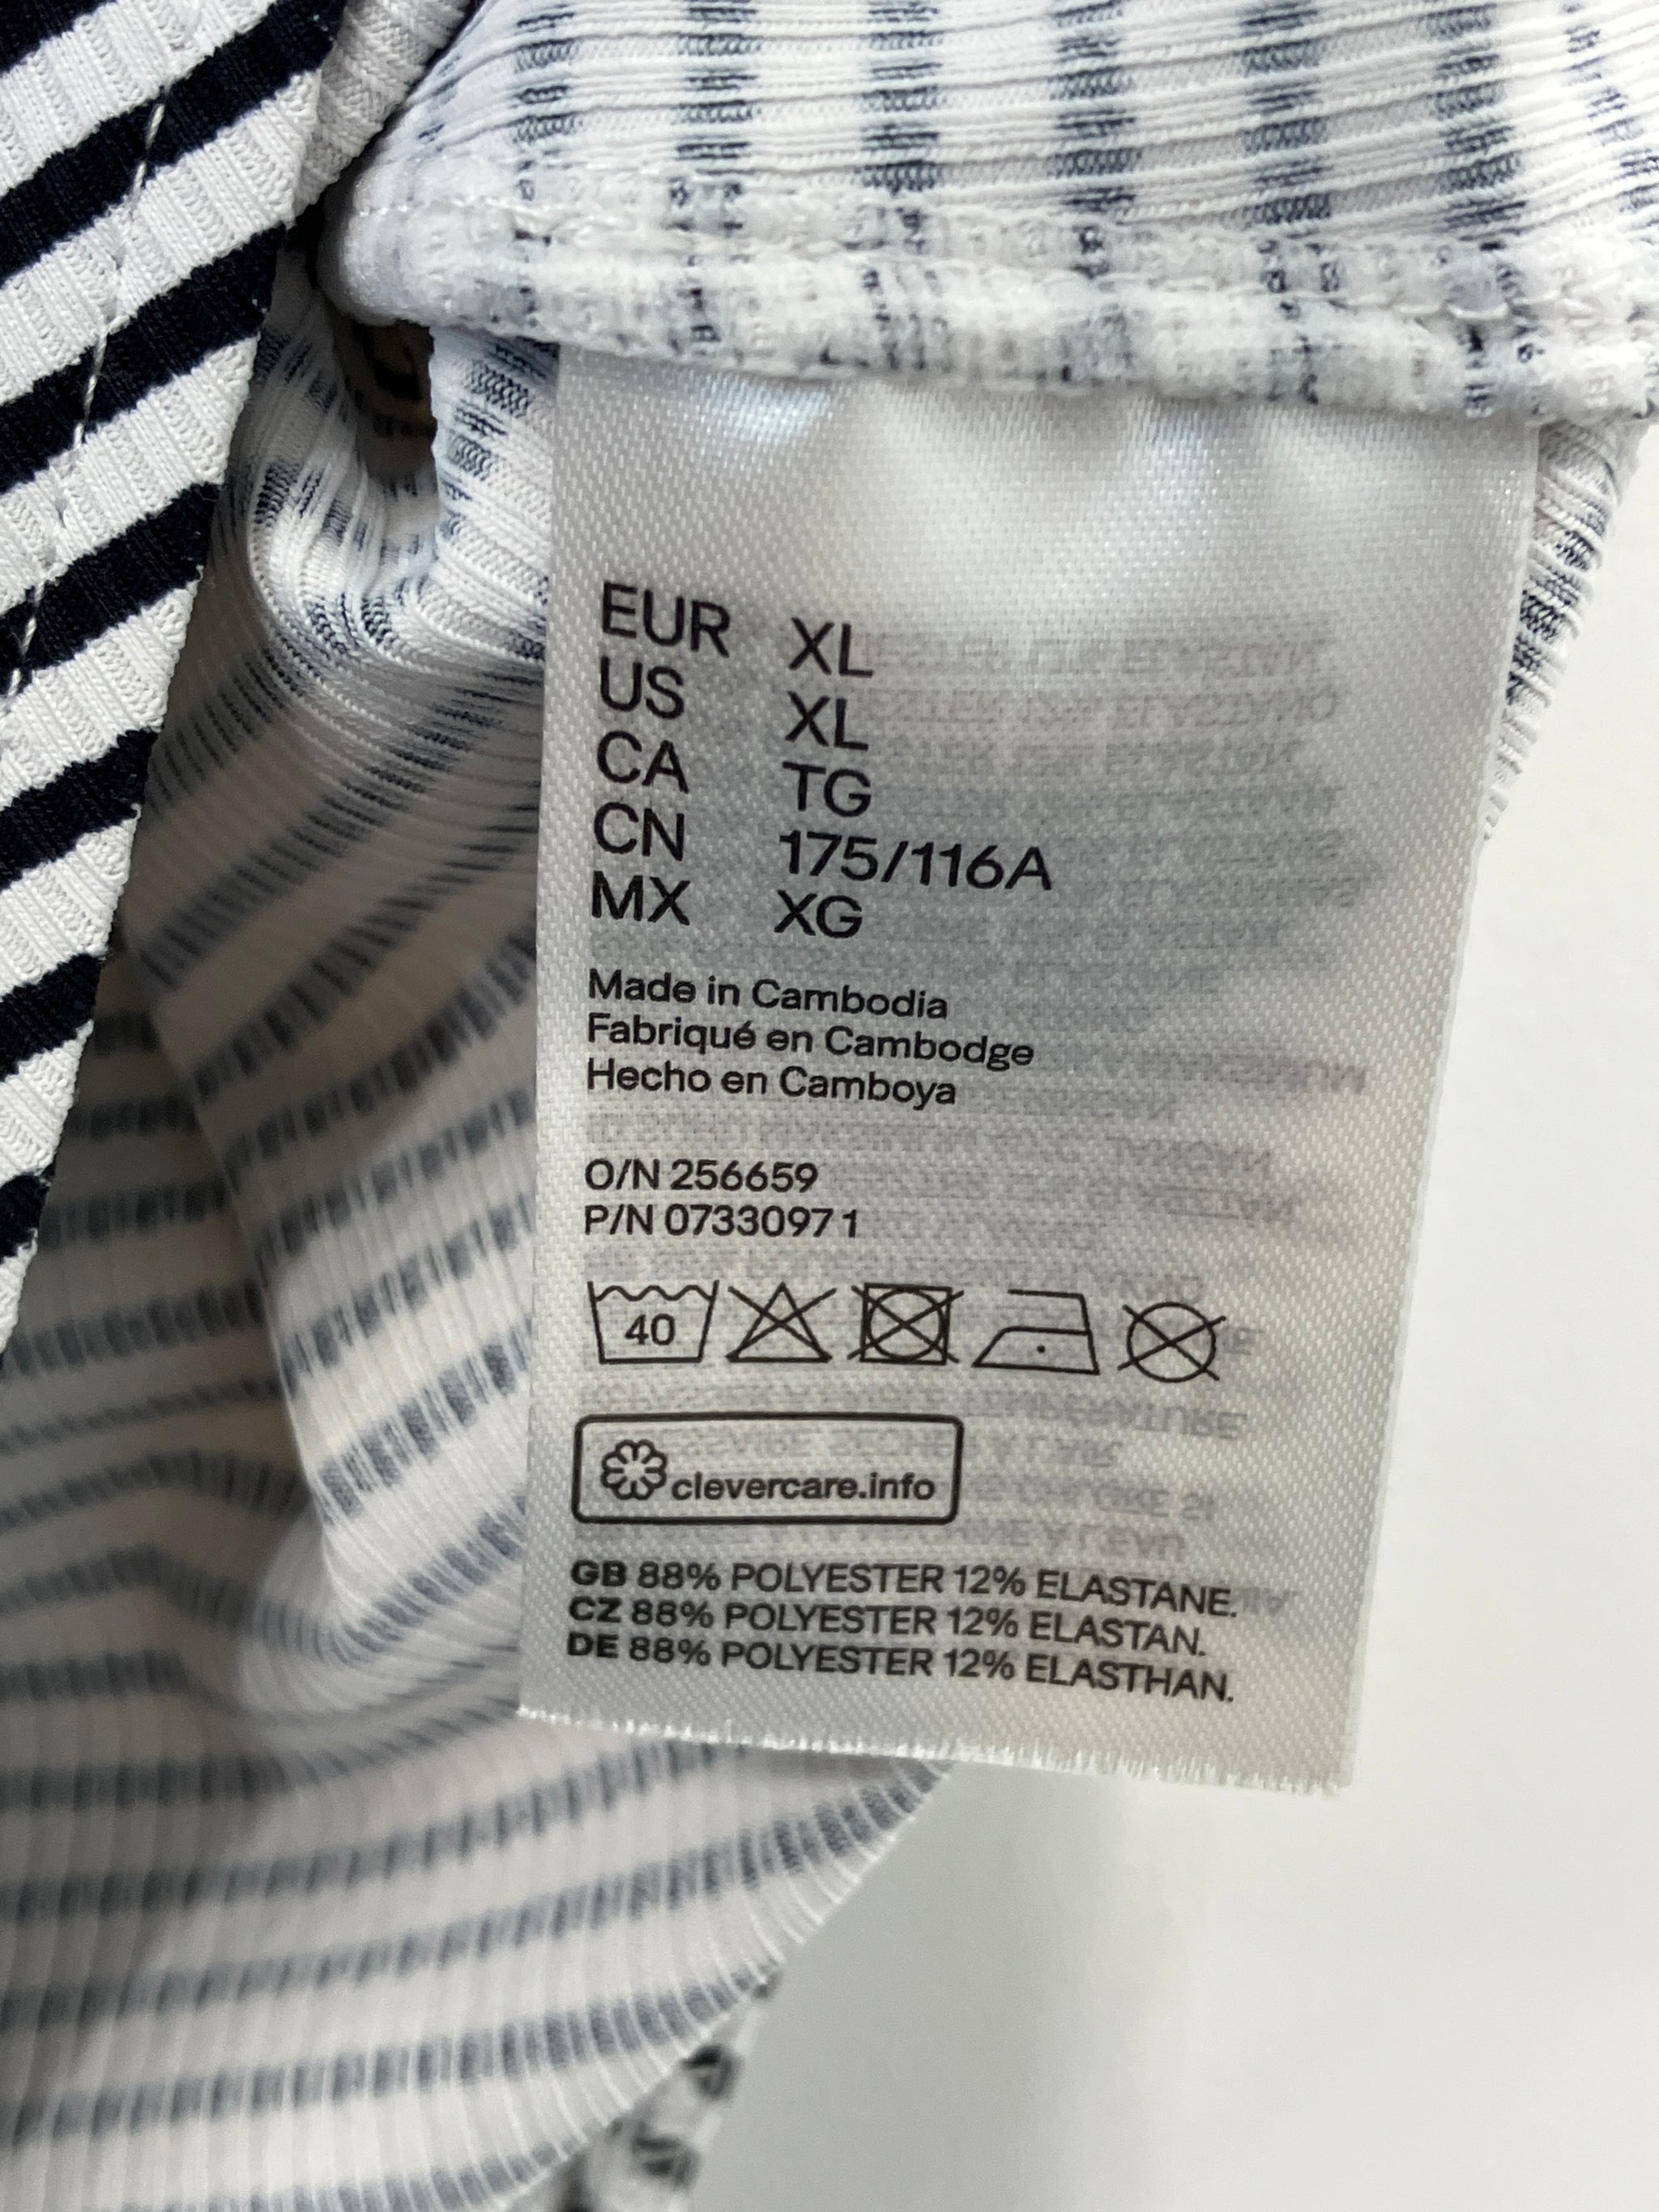 EUR XL
US XL
CA TG
CN 175/116A
MX XG
Made in Cambodia
Fabriqué en Cambodge
Hecho en Camboya
O/N 256659
P/N 07330971
40
clevercare.info
GB 88% POLYESTER 12% ELASTANE.
CZ 88% POLYESTER 12% ELASTAN.
DE 88% POLYESTER 12% ELASTHAN.